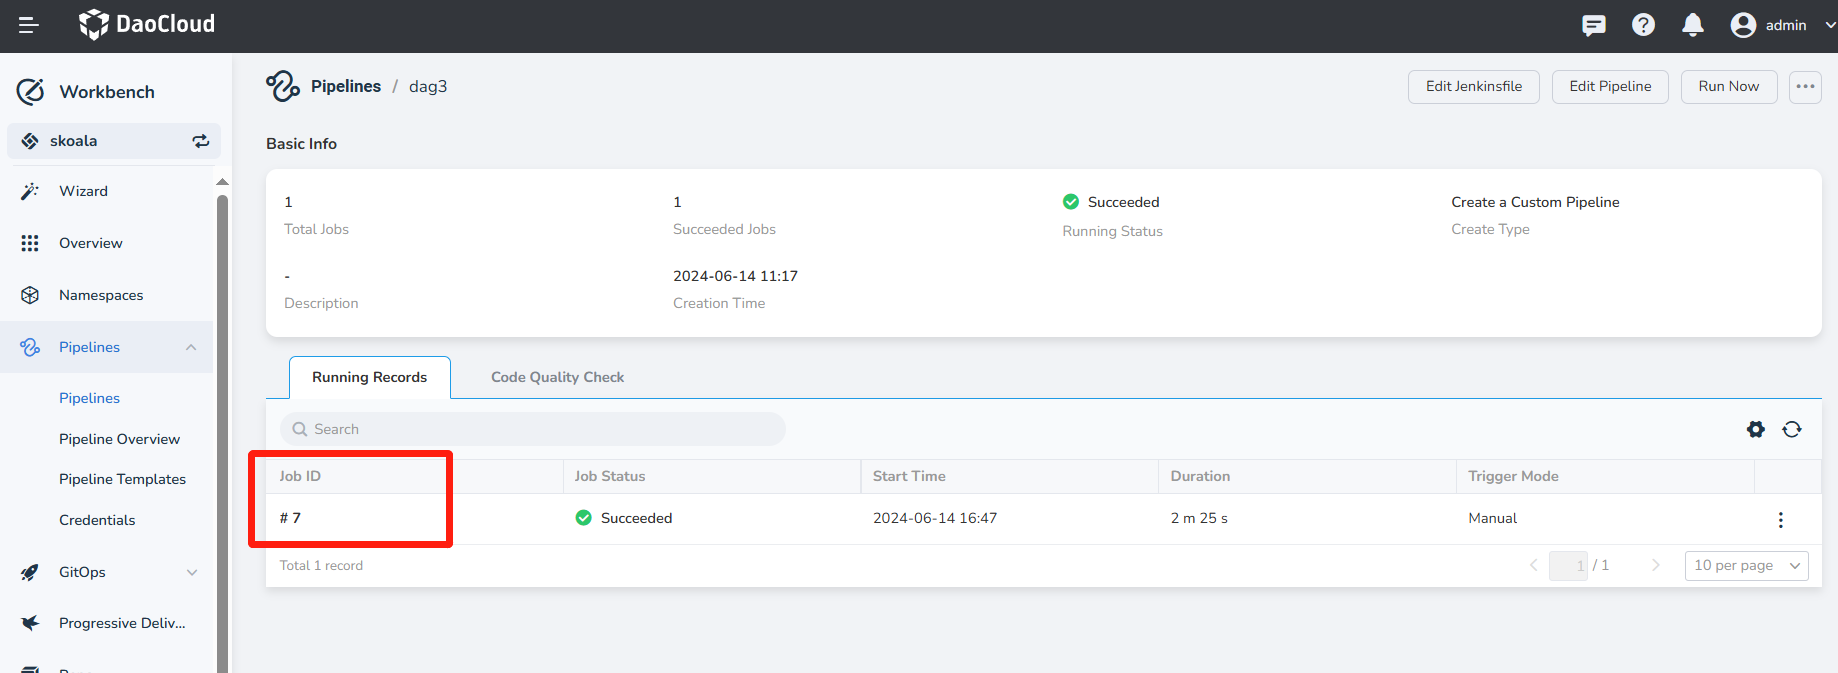 DaoCloud
admin
Workbench
Pipelines / dag3
Edit Jenkinsfile
Edit Pipeline
Run Now
skoala
Wizard
Overview
Namespaces
Pipelines
Pipelines
Pipeline Overview
Pipeline Templates
Credentials
GitOps
Progressive Deliv...
Basic Info
1
Total Jobs
1
Succeeded Jobs
Succeeded
Running Status
Create a Custom Pipeline
Create Type
-
Description
2024-06-14 11:17
Creation Time
Running Records
Code Quality Check
Search
Job ID Job Status Start Time Duration Trigger Mode
# 7 Succeeded 2024-06-14 16:47 2 m 25 s Manual
Total 1 record
1 / 1
10 per page